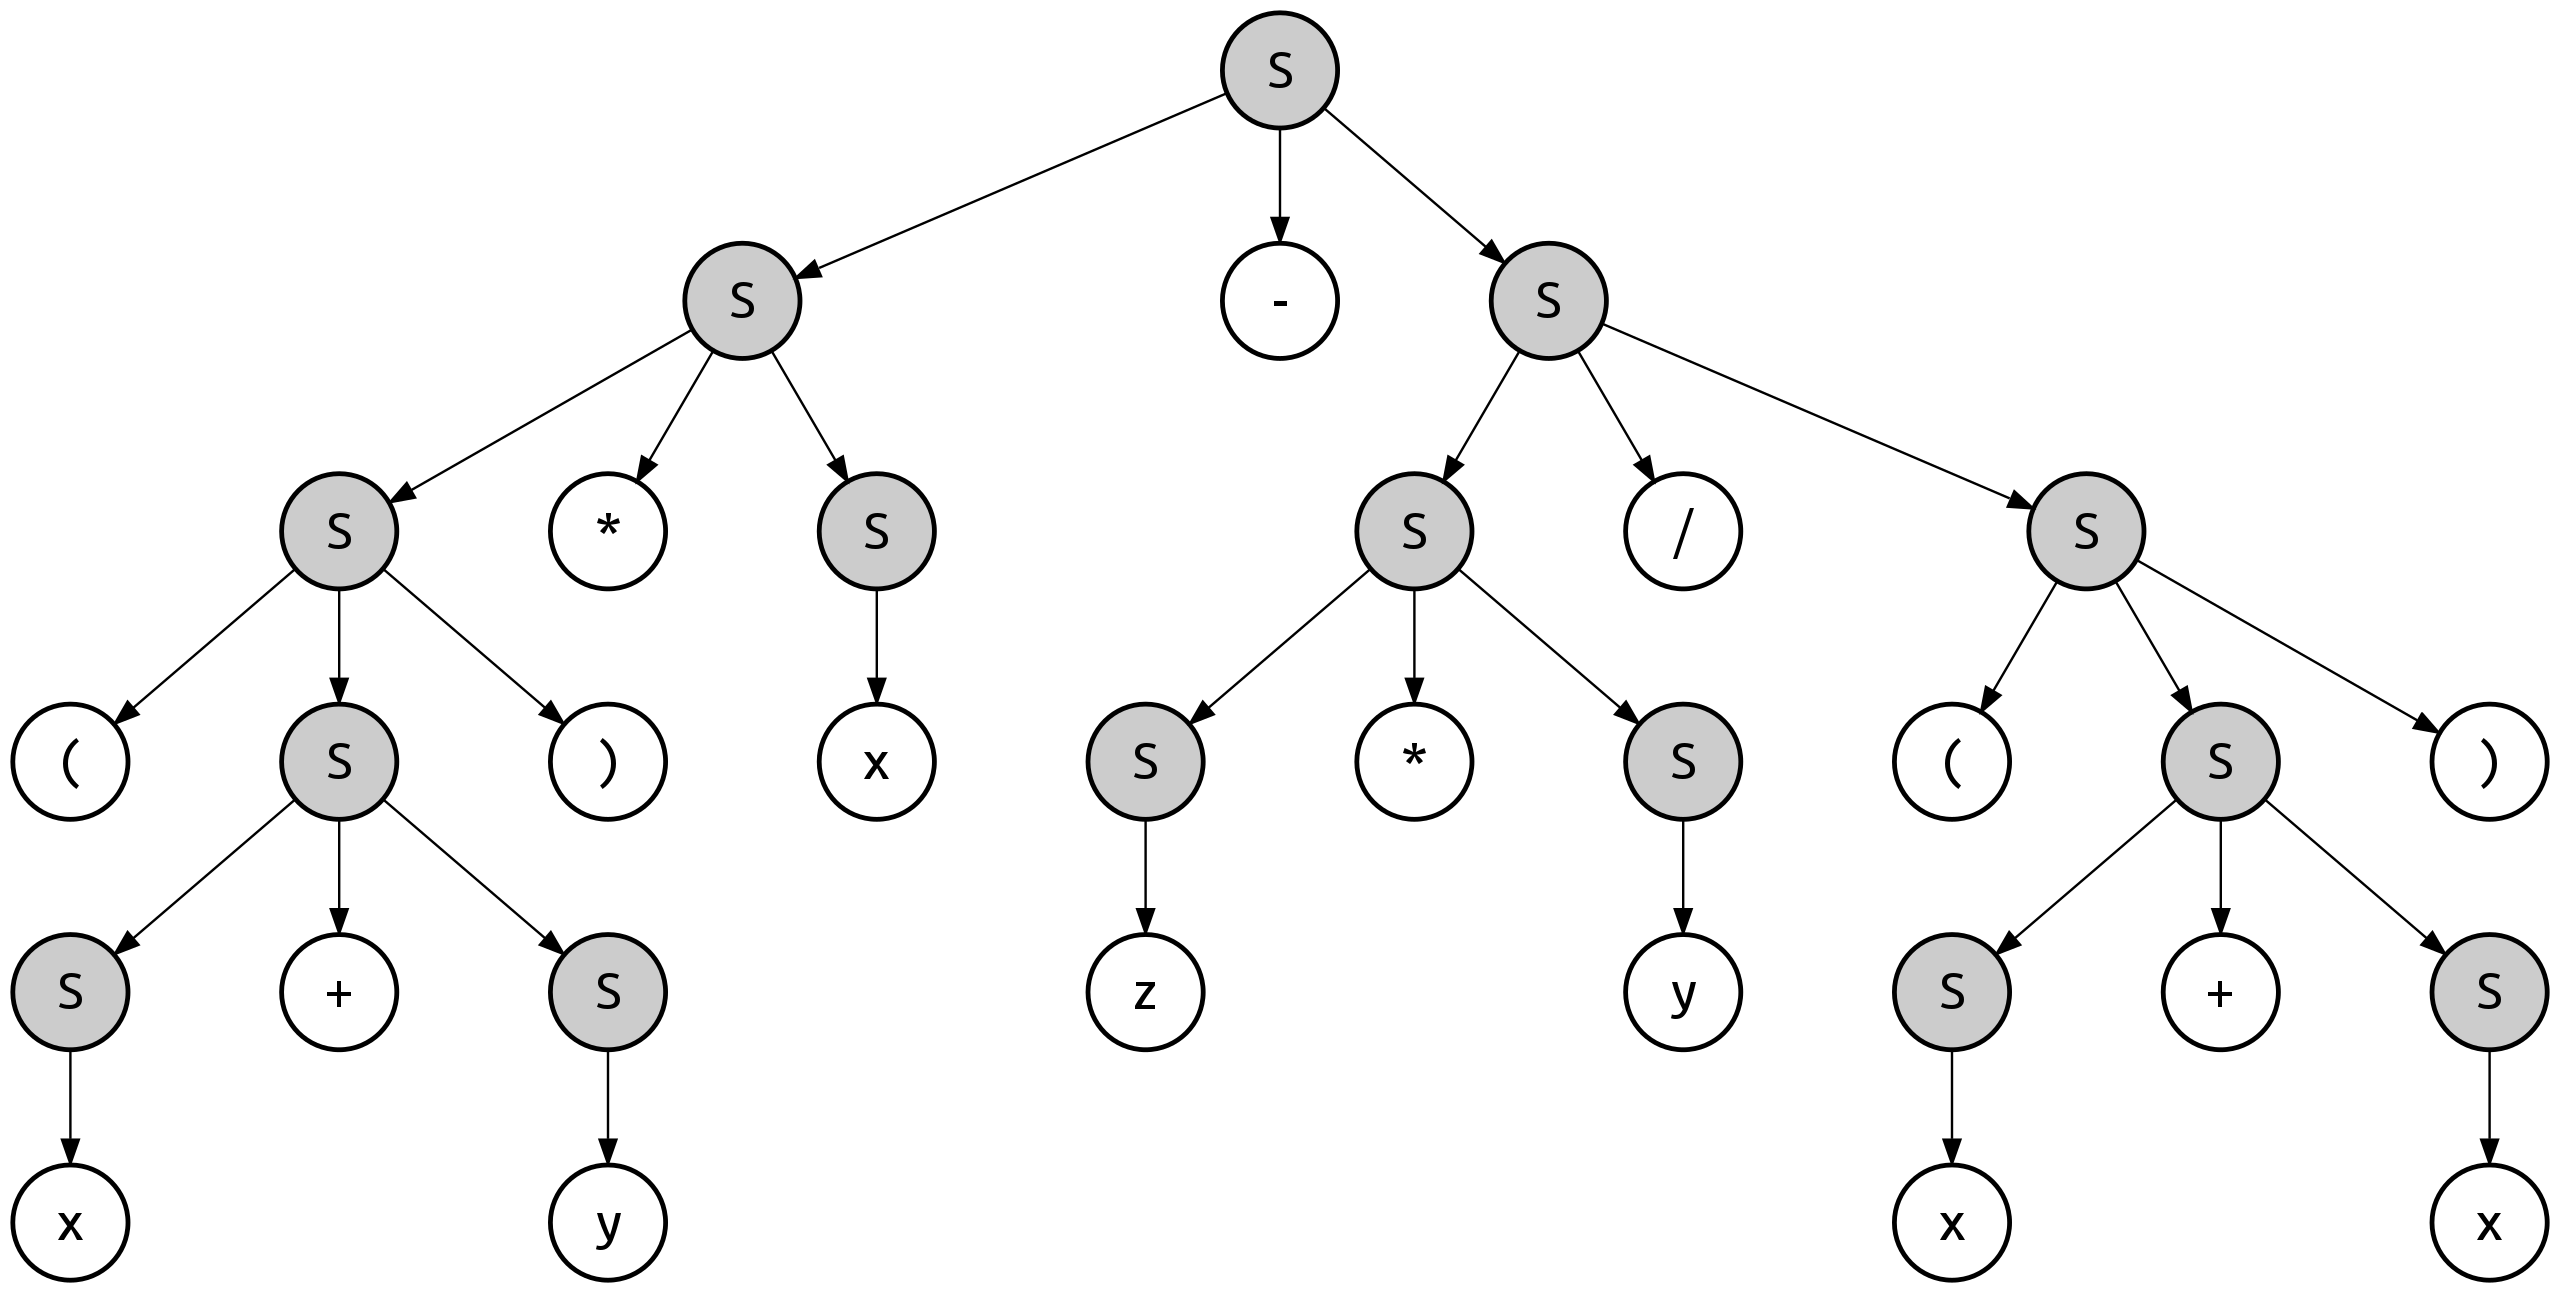 S
S - S
S * S S / S
( S ) x S * S ( S )
S + S z y S + S
x y x x